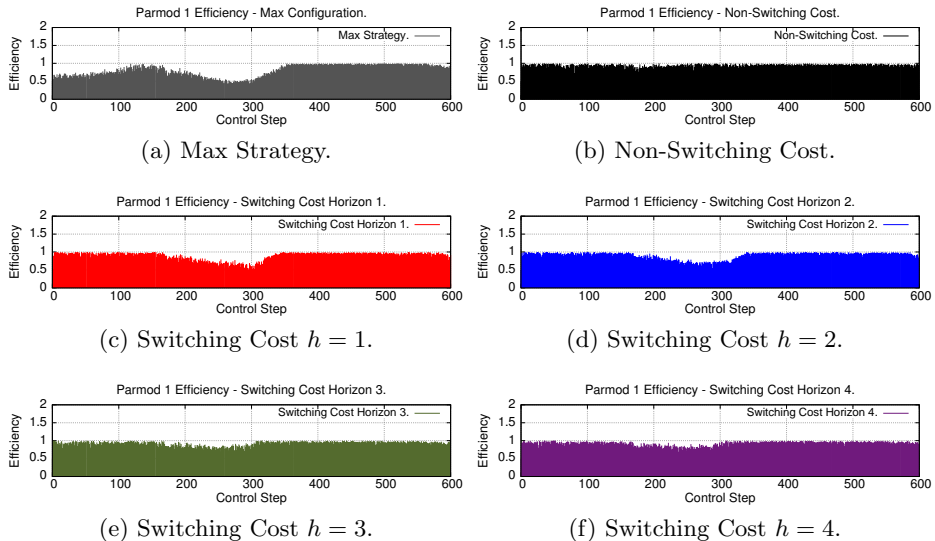 Parmod 1 Efficiency - Max Configuration.
Efficiency
2
1.5
1
0.5
0
Max Strategy.
0 100 200 300 400 500 600
Control Step
(a) Max Strategy.
Parmod 1 Efficiency - Non-Switching Cost.
Efficiency
2
1.5
1
0.5
0
Non-Switching Cost.
0 100 200 300 400 500 600
Control Step
(b) Non-Switching Cost.
Parmod 1 Efficiency - Switching Cost Horizon 1.
Efficiency
2
1.5
1
0.5
0
Switching Cost Horizon 1.
0 100 200 300 400 500 600
Control Step
(c) Switching Cost h = 1.
Parmod 1 Efficiency - Switching Cost Horizon 2.
Efficiency
2
1.5
1
0.5
0
Switching Cost Horizon 2.
0 100 200 300 400 500 600
Control Step
(d) Switching Cost h = 2.
Parmod 1 Efficiency - Switching Cost Horizon 3.
Efficiency
2
1.5
1
0.5
0
Switching Cost Horizon 3.
0 100 200 300 400 500 600
Control Step
(e) Switching Cost h = 3.
Parmod 1 Efficiency - Switching Cost Horizon 4.
Efficiency
2
1.5
1
0.5
0
Switching Cost Horizon 4.
0 100 200 300 400 500 600
Control Step
(f) Switching Cost h = 4.